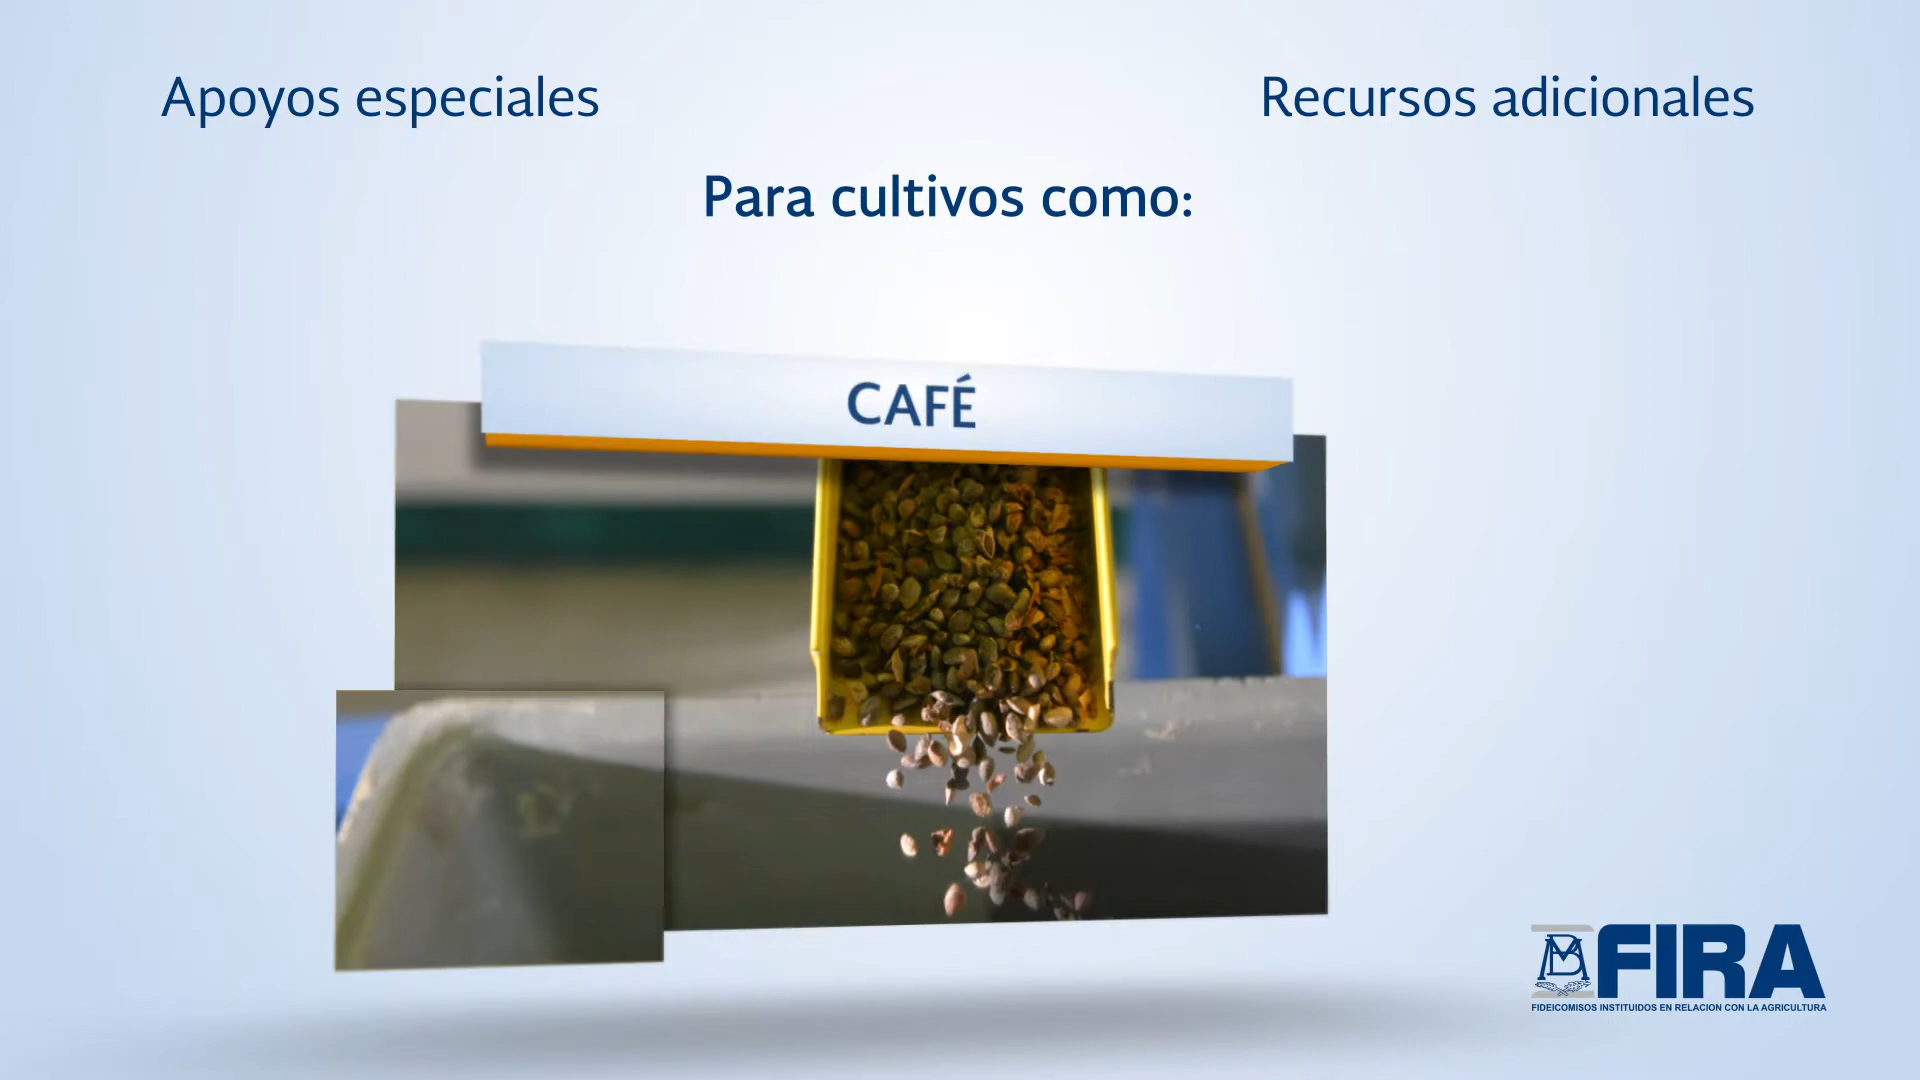 Apoyos especiales
Recursos adicionales
Para cultivos como:
CAFÉ
FIRA
FIDEICOMISOS INSTITUIDOS EN RELACION CON LA AGRICULTURA